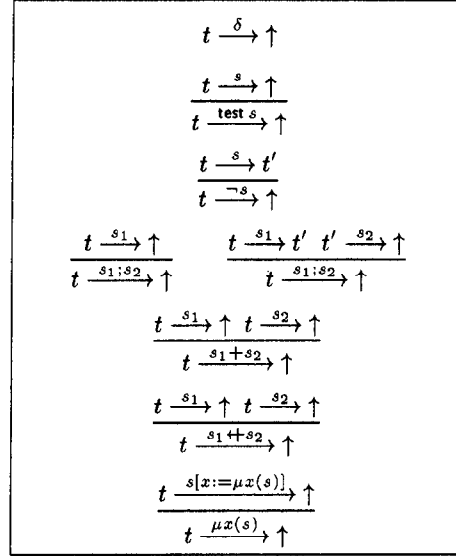 t —δ→ ↑
t —s→ ↑
t —test s→ ↑
t —s→ t′
t —¬s→ ↑
t —s₁→ ↑ t —s₁→ t′ t′ —s₂→ ↑
t —s₁;s₂→ ↑ t —s₁;s₂→ ↑
t —s₁→ ↑ t —s₂→ ↑
t —s₁+s₂→ ↑
t —s₁→ ↑ t —s₂→ ↑
t —s₁↤+s₂→ ↑
t —s[x:=μx(s)]→ ↑
t —μx(s)→ ↑